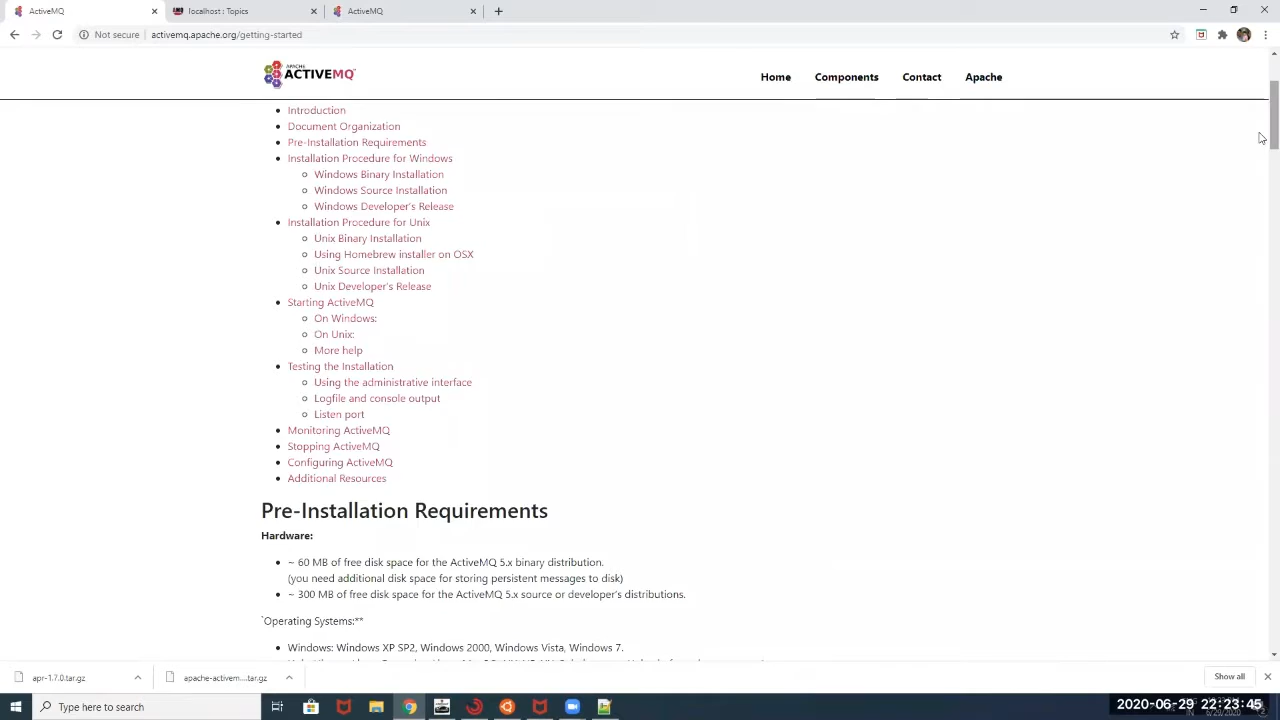 ActiveMQ
localhost : Topics
ActiveMQ
Not secure | activemq.apache.org/getting-started
APACHE
ACTIVEMQ™
Home
Components
Contact
Apache
Introduction
Document Organization
Pre-Installation Requirements
Installation Procedure for Windows
Windows Binary Installation
Windows Source Installation
Windows Developer's Release
Installation Procedure for Unix
Unix Binary Installation
Using Homebrew installer on OSX
Unix Source Installation
Unix Developer's Release
Starting ActiveMQ
On Windows:
On Unix:
More help
Testing the Installation
Using the administrative interface
Logfile and console output
Listen port
Monitoring ActiveMQ
Stopping ActiveMQ
Configuring ActiveMQ
Additional Resources
Pre-Installation Requirements
Hardware:
~ 60 MB of free disk space for the ActiveMQ 5.x binary distribution.
(you need additional disk space for storing persistent messages to disk)
~ 300 MB of free disk space for the ActiveMQ 5.x source or developer's distributions.
`Operating Systems:**
Windows: Windows XP SP2, Windows 2000, Windows Vista, Windows 7.
apr-1.7.0.tar.gz
apache-activem....tar.gz
Show all
Type here to search
2020-06-29 22:23:45